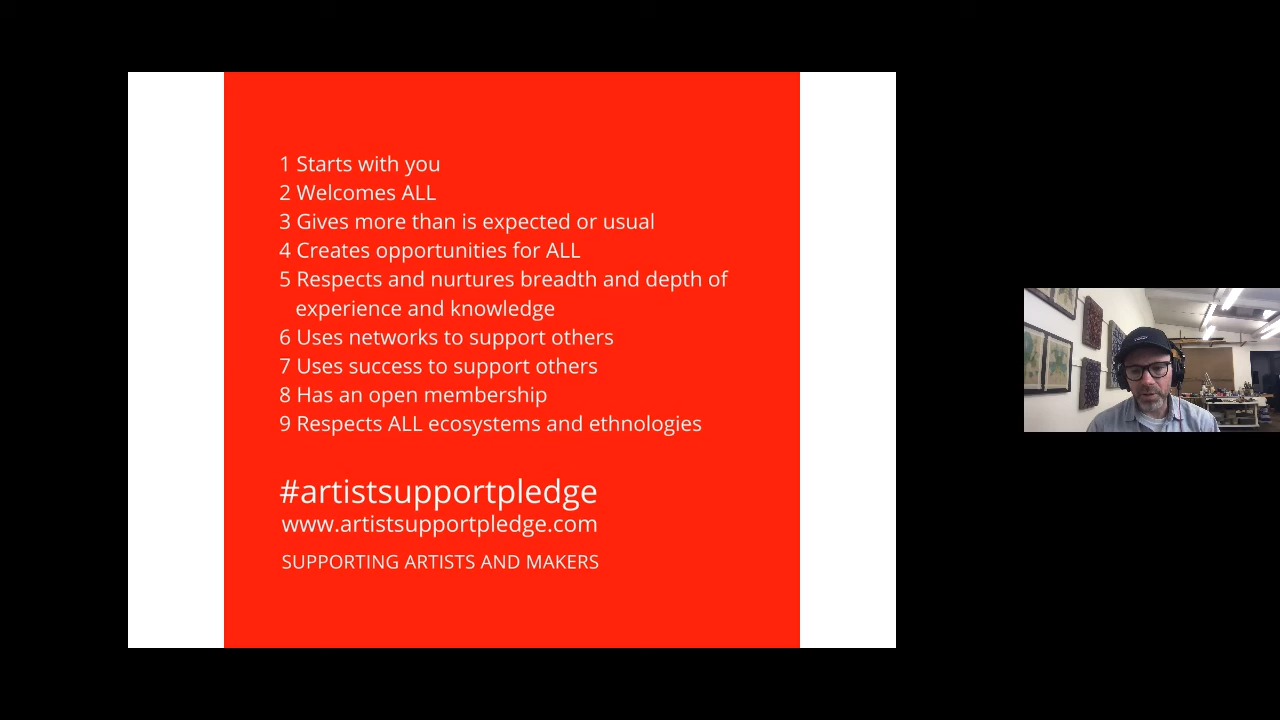 1 Starts with you
2 Welcomes ALL
3 Gives more than is expected or usual
4 Creates opportunities for ALL
5 Respects and nurtures breadth and depth of
experience and knowledge
6 Uses networks to support others
7 Uses success to support others
8 Has an open membership
9 Respects ALL ecosystems and ethnologies
#artistsupportpledge
www.artistsupportpledge.com
SUPPORTING ARTISTS AND MAKERS